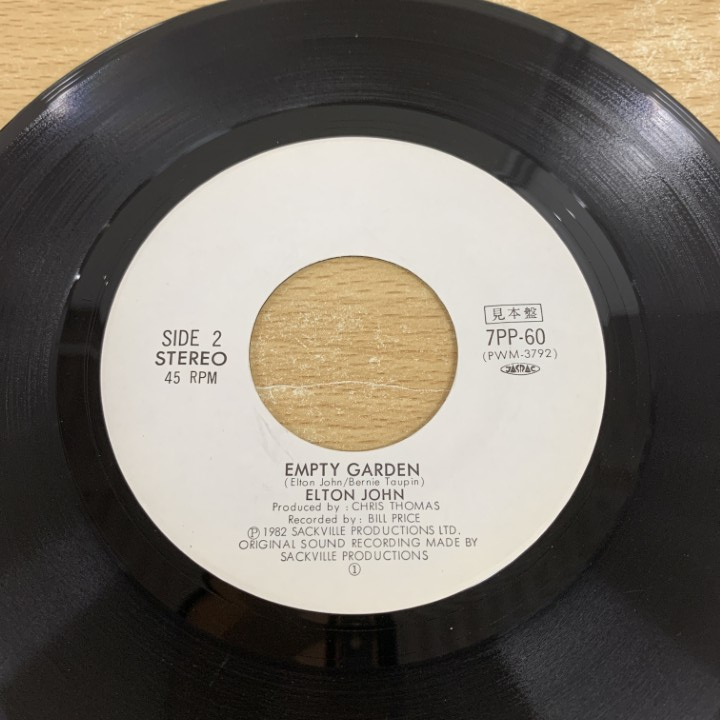 SIDE 2
STEREO
45 RPM
見本盤
7PP-60
(PWM-3792)
JASRAC
EMPTY GARDEN
(Elton John/Bernie Taupin)
ELTON JOHN
Produced by : CHRIS THOMAS
Recorded by : BILL PRICE
Ⓟ 1982 SACKVILLE PRODUCTIONS LTD.
ORIGINAL SOUND RECORDING MADE BY
SACKVILLE PRODUCTIONS
①